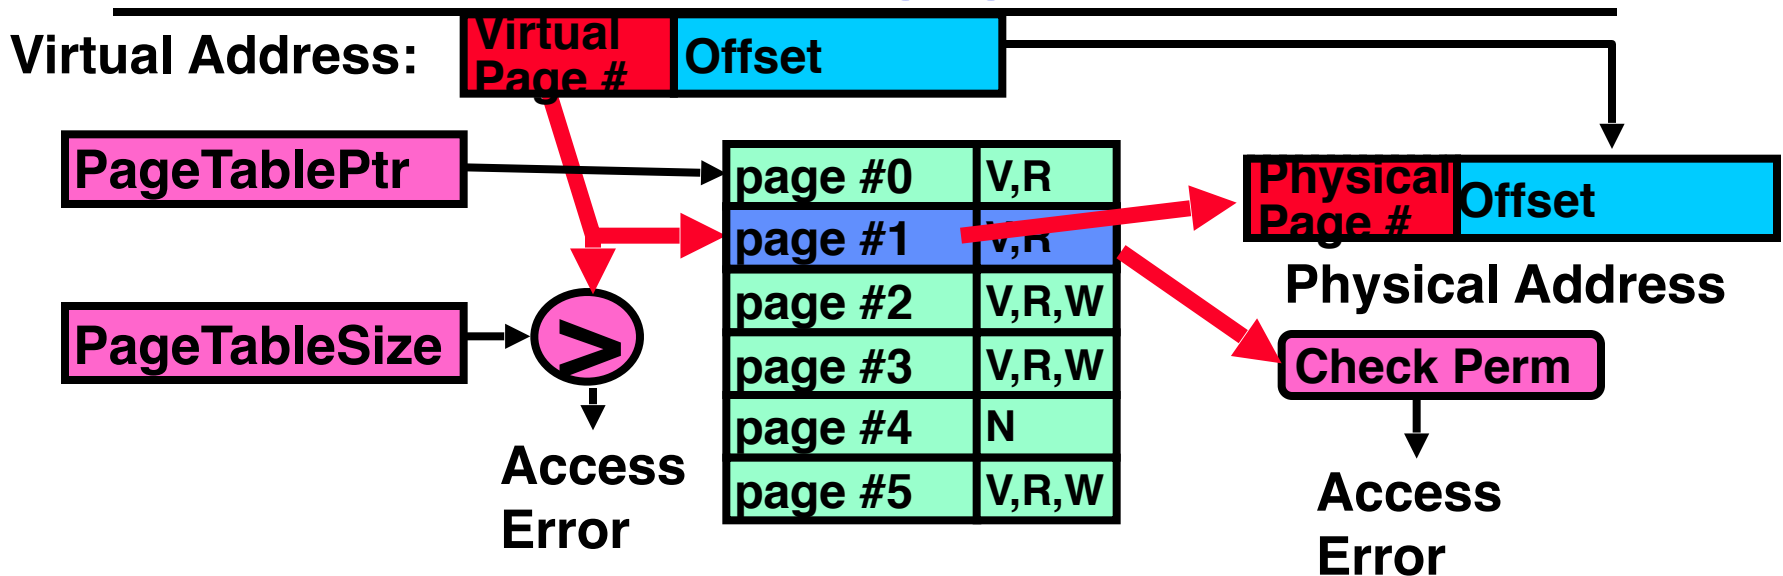 Virtual Address:
Virtual
Page #
Offset
PageTablePtr
PageTableSize
>
Access
Error
page #0 V,R
page #1 V,R
page #2 V,R,W
page #3 V,R,W
page #4 N
page #5 V,R,W
Physical
Page #
Offset
Physical Address
Check Perm
Access
Error